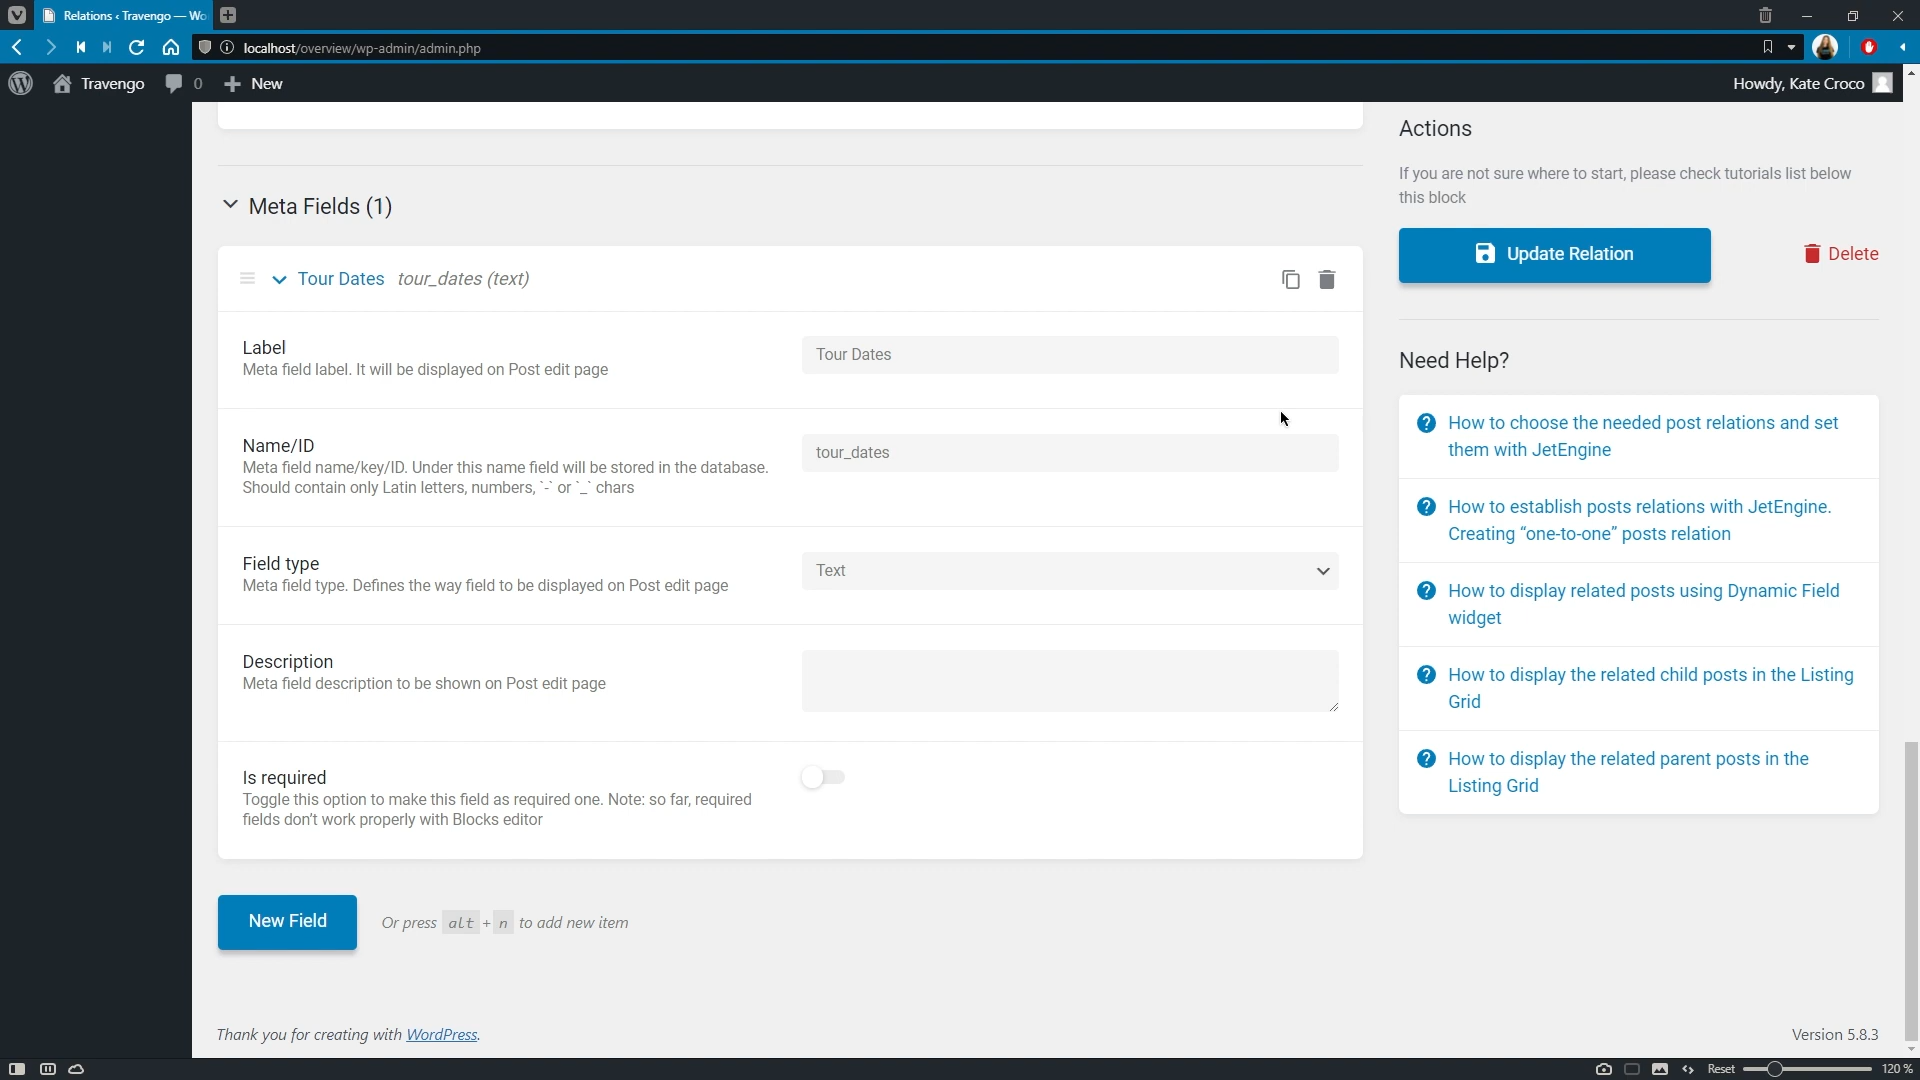 Relations ‹ Travengo — Wo
localhost/overview/wp-admin/admin.php
Travengo
0
New
Howdy, Kate Croco
Meta Fields (1)
Tour Dates tour_dates (text)
Label
Meta field label. It will be displayed on Post edit page
Tour Dates
Name/ID
Meta field name/key/ID. Under this name field will be stored in the database.
Should contain only Latin letters, numbers, `-` or `_` chars
tour_dates
Field type
Meta field type. Defines the way field to be displayed on Post edit page
Text
Description
Meta field description to be shown on Post edit page
Is required
Toggle this option to make this field as required one. Note: so far, required
fields don't work properly with Blocks editor
New Field
Or press alt + n to add new item
Actions
If you are not sure where to start, please check tutorials list below
this block
Update Relation
Delete
Need Help?
How to choose the needed post relations and set
them with JetEngine
How to establish posts relations with JetEngine.
Creating “one-to-one” posts relation
How to display related posts using Dynamic Field
widget
How to display the related child posts in the Listing
Grid
How to display the related parent posts in the
Listing Grid
Thank you for creating with WordPress.
Version 5.8.3
Reset
120 %